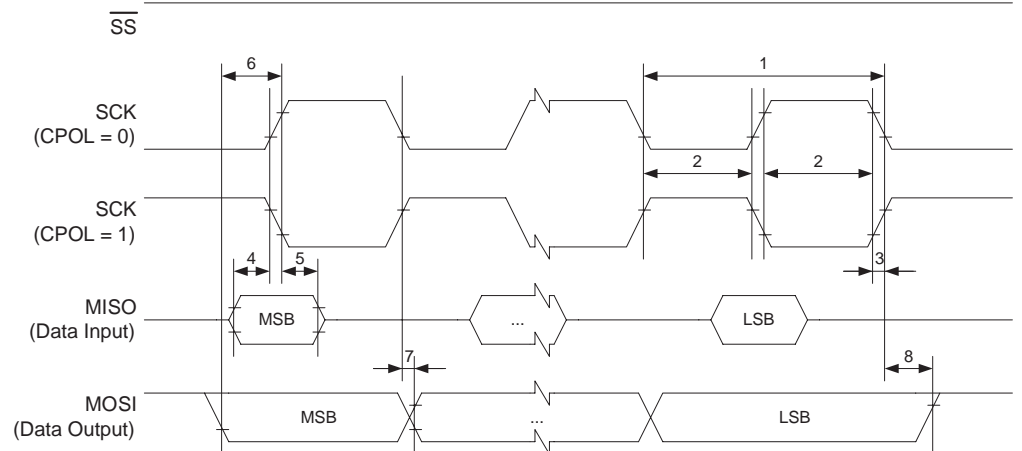 SS
6
1
SCK
(CPOL = 0)
2
2
SCK
(CPOL = 1)
4
5
3
MISO
(Data Input)
MSB
...
LSB
7
8
MOSI
(Data Output)
MSB
...
LSB